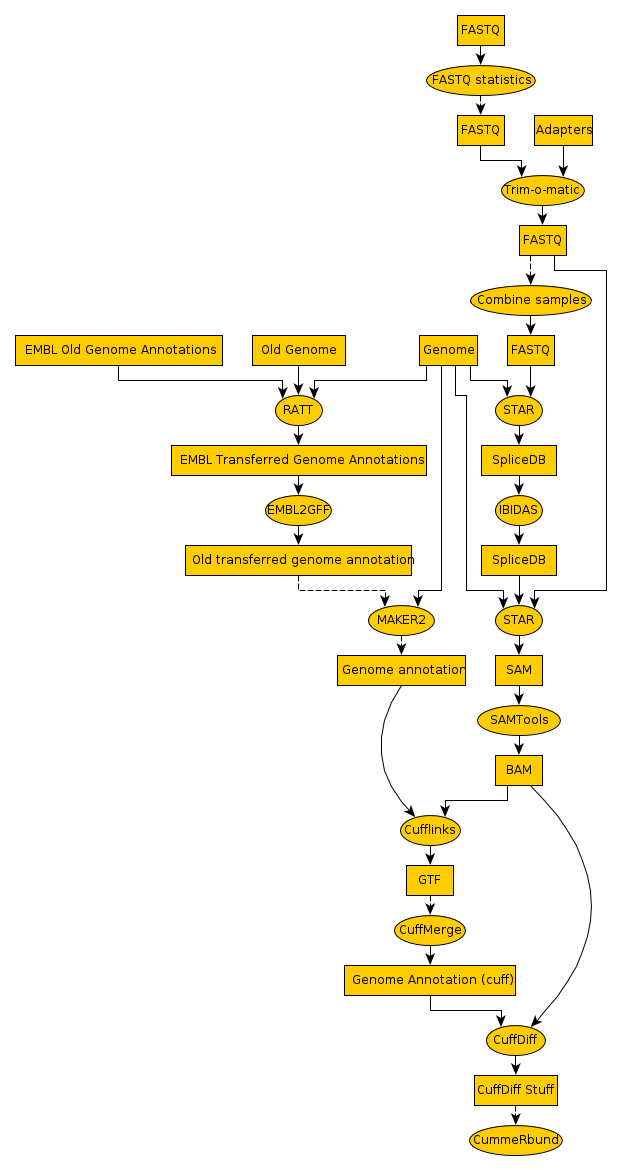 FASTQ
FASTQ statistics
FASTQ
Adapters
Trim-o-matic
FASTQ
Combine samples
EMBL Old Genome Annotations
Old Genome
Genome
FASTQ
RATT
STAR
EMBL Transferred Genome Annotations
SpliceDB
EMBL2GFF
IBIDAS
Old transferred genome annotation
SpliceDB
MAKER2
STAR
Genome annotation
SAM
SAMTools
BAM
Cufflinks
GTF
CuffMerge
Genome Annotation (cuff)
CuffDiff
CuffDiff Stuff
CummeRbund